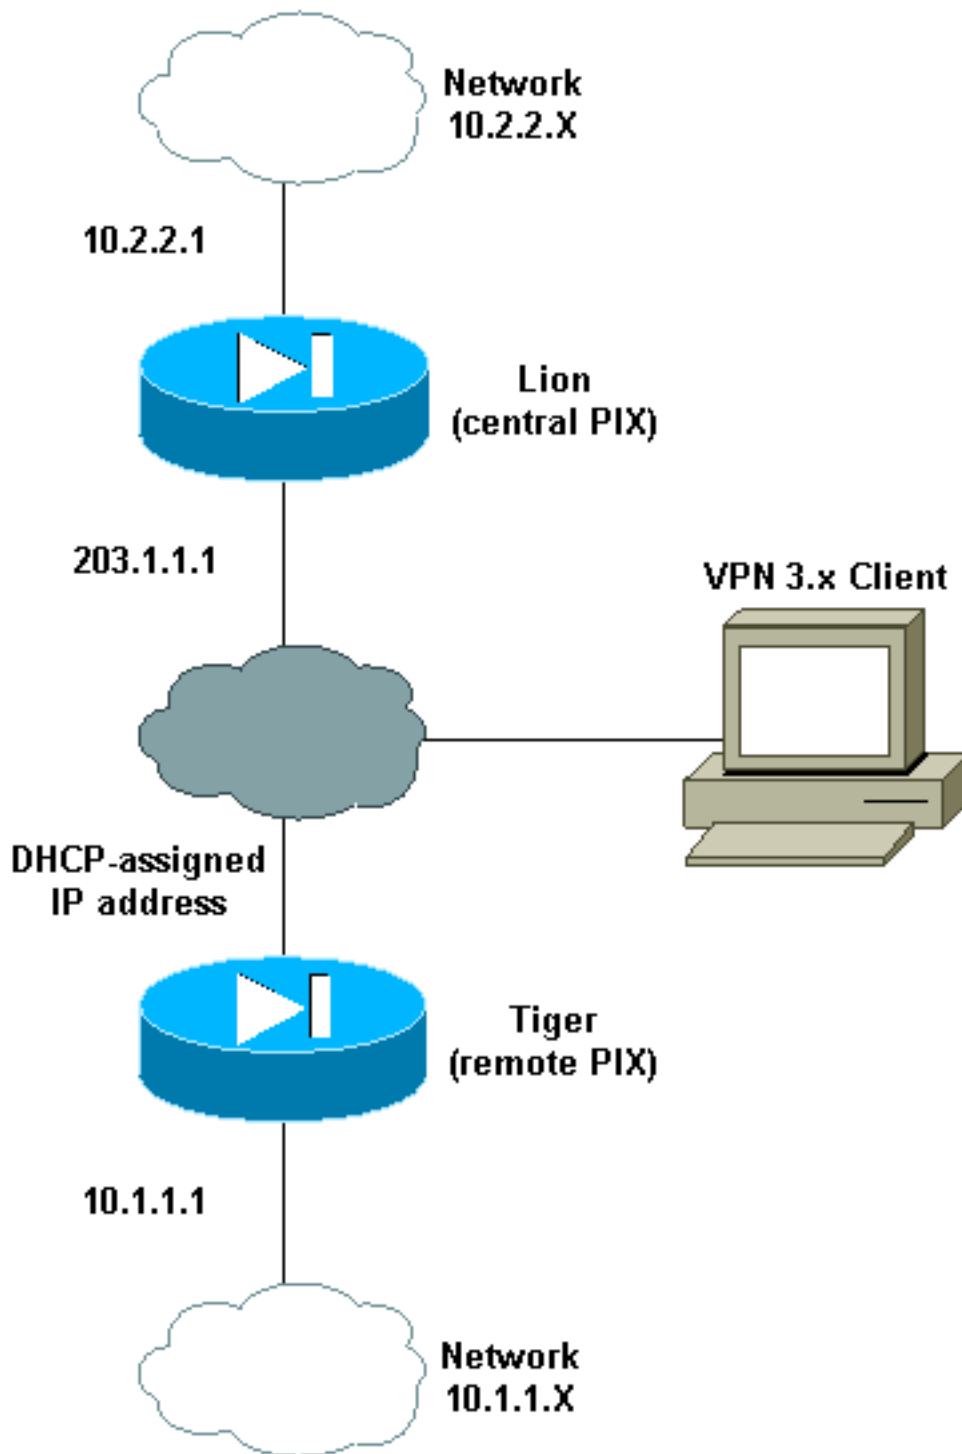 Network
10.2.2.X
10.2.2.1
Lion
(central PIX)
203.1.1.1
VPN 3.x Client
DHCP-assigned
IP address
Tiger
(remote PIX)
10.1.1.1
Network
10.1.1.X